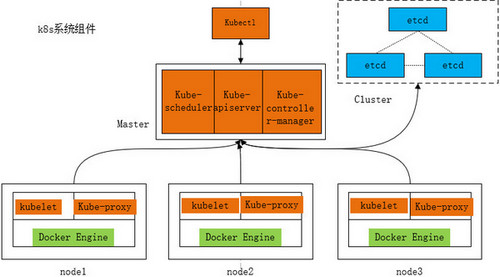 k8s系统组件
Kubectl
etcd
etcd
etcd
Cluster
Kube-scheduler
Kube-apiserver
Kube-controller-manager
Master
kubelet
Kube-proxy
Docker Engine
node1
kubelet
Kube-proxy
Docker Engine
node2
kubelet
Kube-proxy
Docker Engine
node3